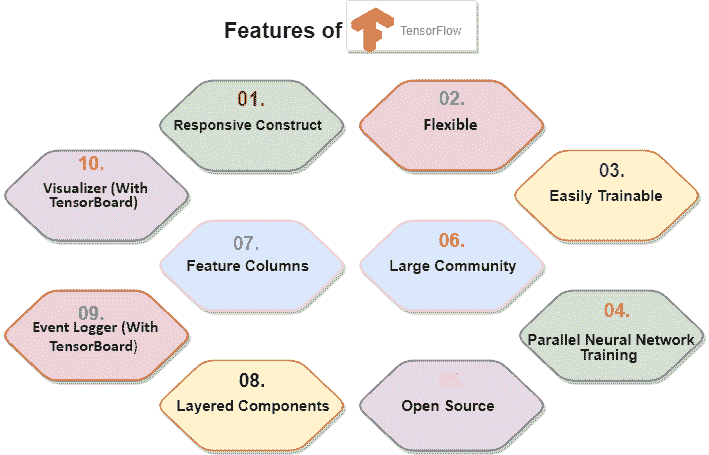 Features of TensorFlow
01.
Responsive Construct
02.
Flexible
03.
Easily Trainable
04.
Parallel Neural Network
Training
Open Source
06.
Large Community
07.
Feature Columns
08.
Layered Components
09.
Event Logger (With
TensorBoard)
10.
Visualizer (With
TensorBoard)